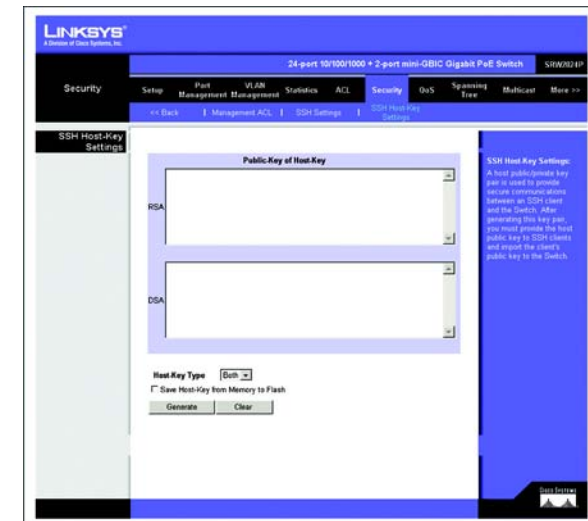 LINKSYS®
A Division of Cisco Systems, Inc.
24-port 10/100/1000 + 2-port mini-GBIC Gigabit PoE Switch SRW2024P
Security
Setup Port Management VLAN Management Statistics ACL Security QoS Spanning Tree Multicast More >>
<< Back | Management ACL | SSH Settings | SSH Host-Key Settings
SSH Host-Key
Settings
Public-Key of Host-Key
RSA
DSA
Host-Key Type Both
Save Host-Key from Memory to Flash
Generate Clear
SSH Host-Key Settings:
A host public/private key
pair is used to provide
secure communications
between an SSH client
and the Switch. After
generating this key pair,
you must provide the host
public key to SSH clients
and import the client's
public key to the Switch.
CISCO SYSTEMS